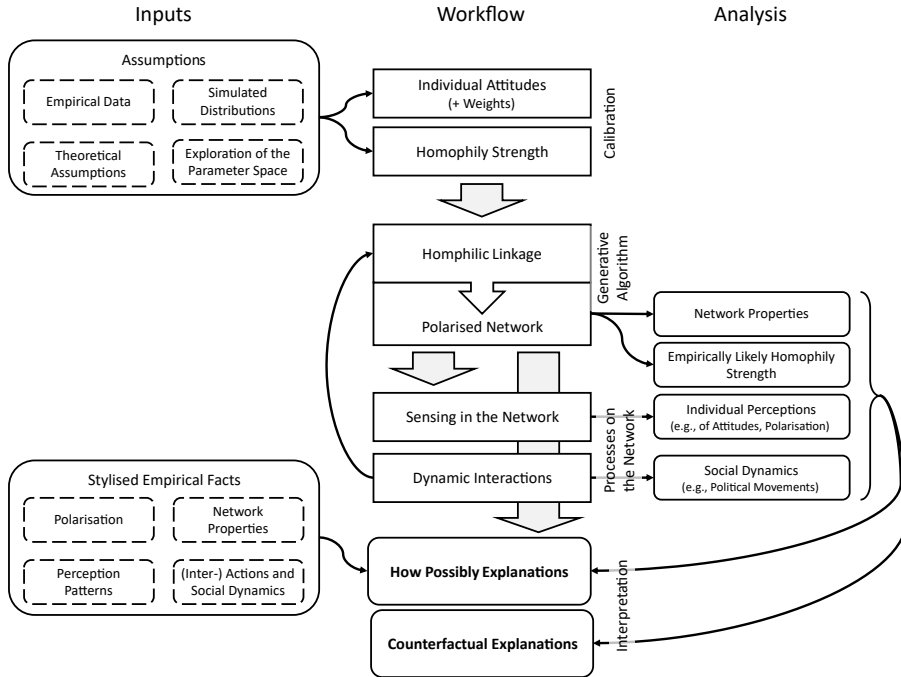 Inputs
Workflow
Analysis
Assumptions
Empirical Data
Simulated
Distributions
Theoretical
Assumptions
Exploration of the
Parameter Space
Individual Attitudes
(+ Weights)
Homophily Strength
Calibration
Homphilic Linkage
Polarised Network
Generative
Algorithm
Network Properties
Empirically Likely Homophily
Strength
Sensing in the Network
Dynamic Interactions
Processes on
the Network
Individual Perceptions
(e.g., of Attitudes, Polarisation)
Social Dynamics
(e.g., Political Movements)
Stylised Empirical Facts
Polarisation
Network
Properties
Perception
Patterns
(Inter-) Actions and
Social Dynamics
How Possibly Explanations
Counterfactual Explanations
Interpretation